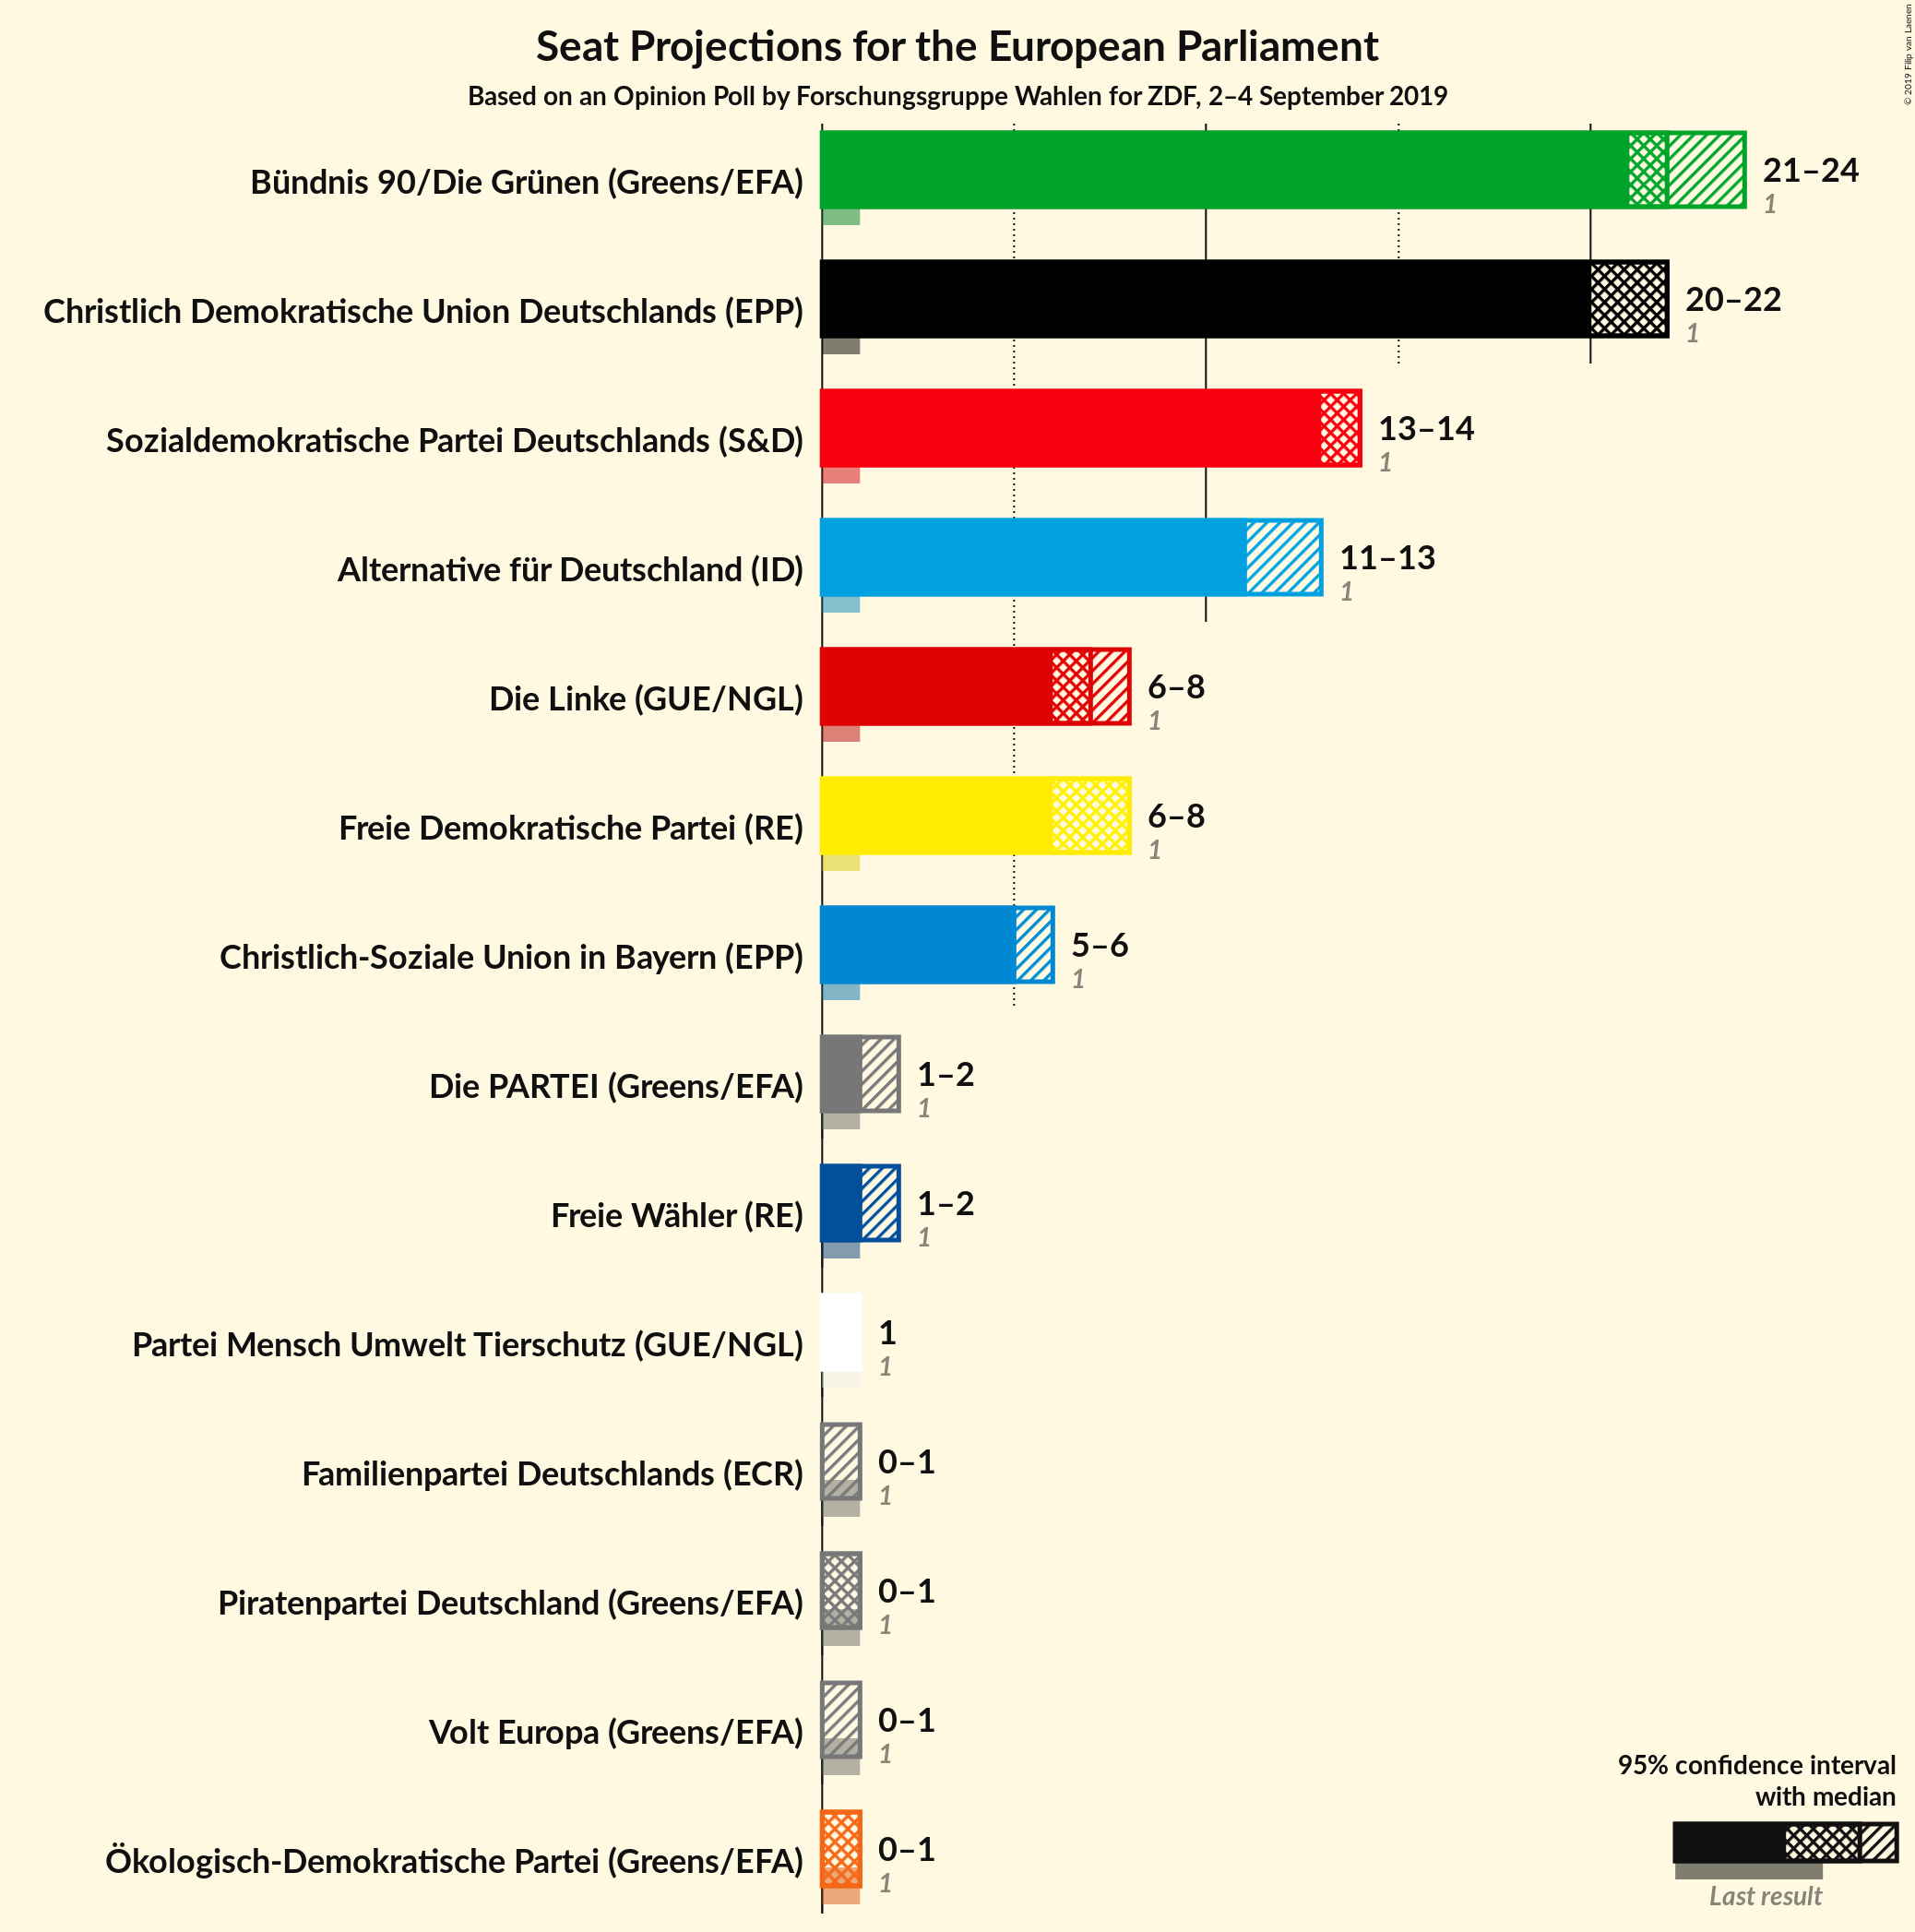 Seat Projections for the European Parliament
Based on an Opinion Poll by Forschungsgruppe Wahlen for ZDF, 2–4 September 2019
© 2019 Filip van Laenen
Bündnis 90/Die Grünen (Greens/EFA)
21–24
1
Christlich Demokratische Union Deutschlands (EPP)
20–22
1
Sozialdemokratische Partei Deutschlands (S&D)
13–14
1
Alternative für Deutschland (ID)
11–13
1
Die Linke (GUE/NGL)
6–8
1
Freie Demokratische Partei (RE)
6–8
1
Christlich-Soziale Union in Bayern (EPP)
5–6
1
Die PARTEI (Greens/EFA)
1–2
1
Freie Wähler (RE)
1–2
1
Partei Mensch Umwelt Tierschutz (GUE/NGL)
1
1
Familienpartei Deutschlands (ECR)
0–1
1
Piratenpartei Deutschland (Greens/EFA)
0–1
1
Volt Europa (Greens/EFA)
0–1
1
Ökologisch-Demokratische Partei (Greens/EFA)
0–1
1
95% confidence interval
with median
Last result